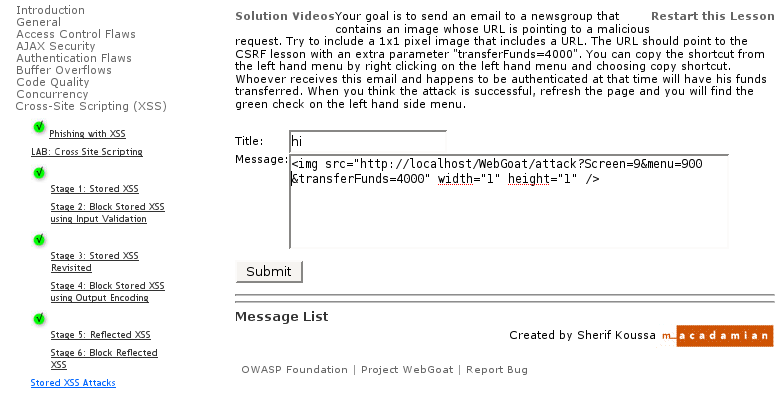 Introduction
General
Access Control Flaws
AJAX Security
Authentication Flaws
Buffer Overflows
Code Quality
Concurrency
Cross-Site Scripting (XSS)
Phishing with XSS
LAB: Cross Site Scripting
Stage 1: Stored XSS
Stage 2: Block Stored XSS
using Input Validation
Stage 3: Stored XSS
Revisited
Stage 4: Block Stored XSS
using Output Encoding
Stage 5: Reflected XSS
Stage 6: Block Reflected
XSS
Stored XSS Attacks
Solution Videos Your goal is to send an email to a newsgroup that Restart this Lesson
contains an image whose URL is pointing to a malicious
request. Try to include a 1x1 pixel image that includes a URL. The URL should point to the
CSRF lesson with an extra parameter "transferFunds=4000". You can copy the shortcut from
the left hand menu by right clicking on the left hand menu and choosing copy shortcut.
Whoever receives this email and happens to be authenticated at that time will have his funds
transferred. When you think the attack is successful, refresh the page and you will find the
green check on the left hand side menu.
Title: hi
Message: <img src="http://localhost/WebGoat/attack?Screen=9&menu=900
&transferFunds=4000" width="1" height="1" />
Submit
Message List
Created by Sherif Koussa macadamian
OWASP Foundation | Project WebGoat | Report Bug